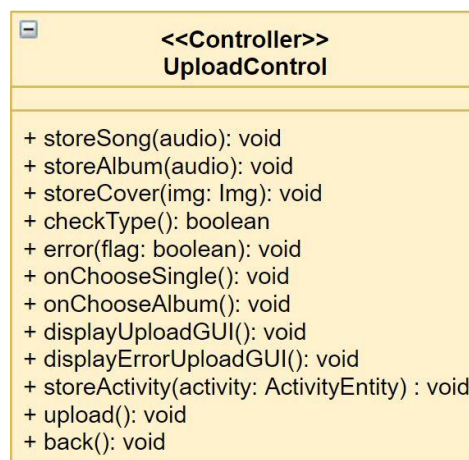 <<Controller>>
UploadControl
+ storeSong(audio): void
+ storeAlbum(audio): void
+ storeCover(img: Img): void
+ checkType(): boolean
+ error(flag: boolean): void
+ onChooseSingle(): void
+ onChooseAlbum(): void
+ displayUploadGUI(): void
+ displayErrorUploadGUI(): void
+ storeActivity(activity: ActivityEntity) : void
+ upload(): void
+ back(): void